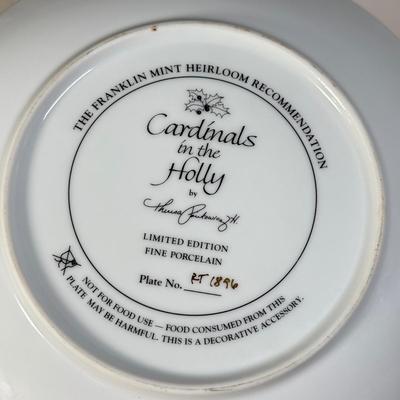 THE FRANKLIN MINT HEIRLOOM RECOMMENDATION
Cardinals
in the
Holly
by
LIMITED EDITION
FINE PORCELAIN
Plate No. RT 1896
NOT FOR FOOD USE — FOOD CONSUMED FROM THIS
PLATE MAY BE HARMFUL. THIS IS A DECORATIVE ACCESSORY.